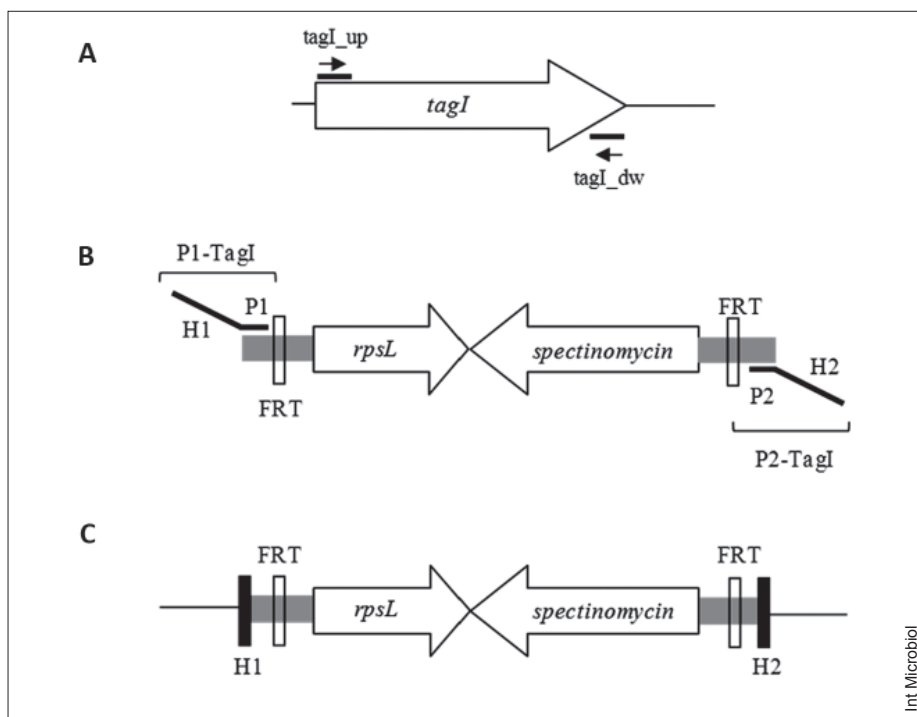 A
tagI_up
tagI
tagI_dw
B
P1-TagI
P1
H1
FRT
rpsL
spectinomycin
FRT
H2
P2
P2-TagI
C
FRT
FRT
rpsL
spectinomycin
H1
H2
Int Microbiol